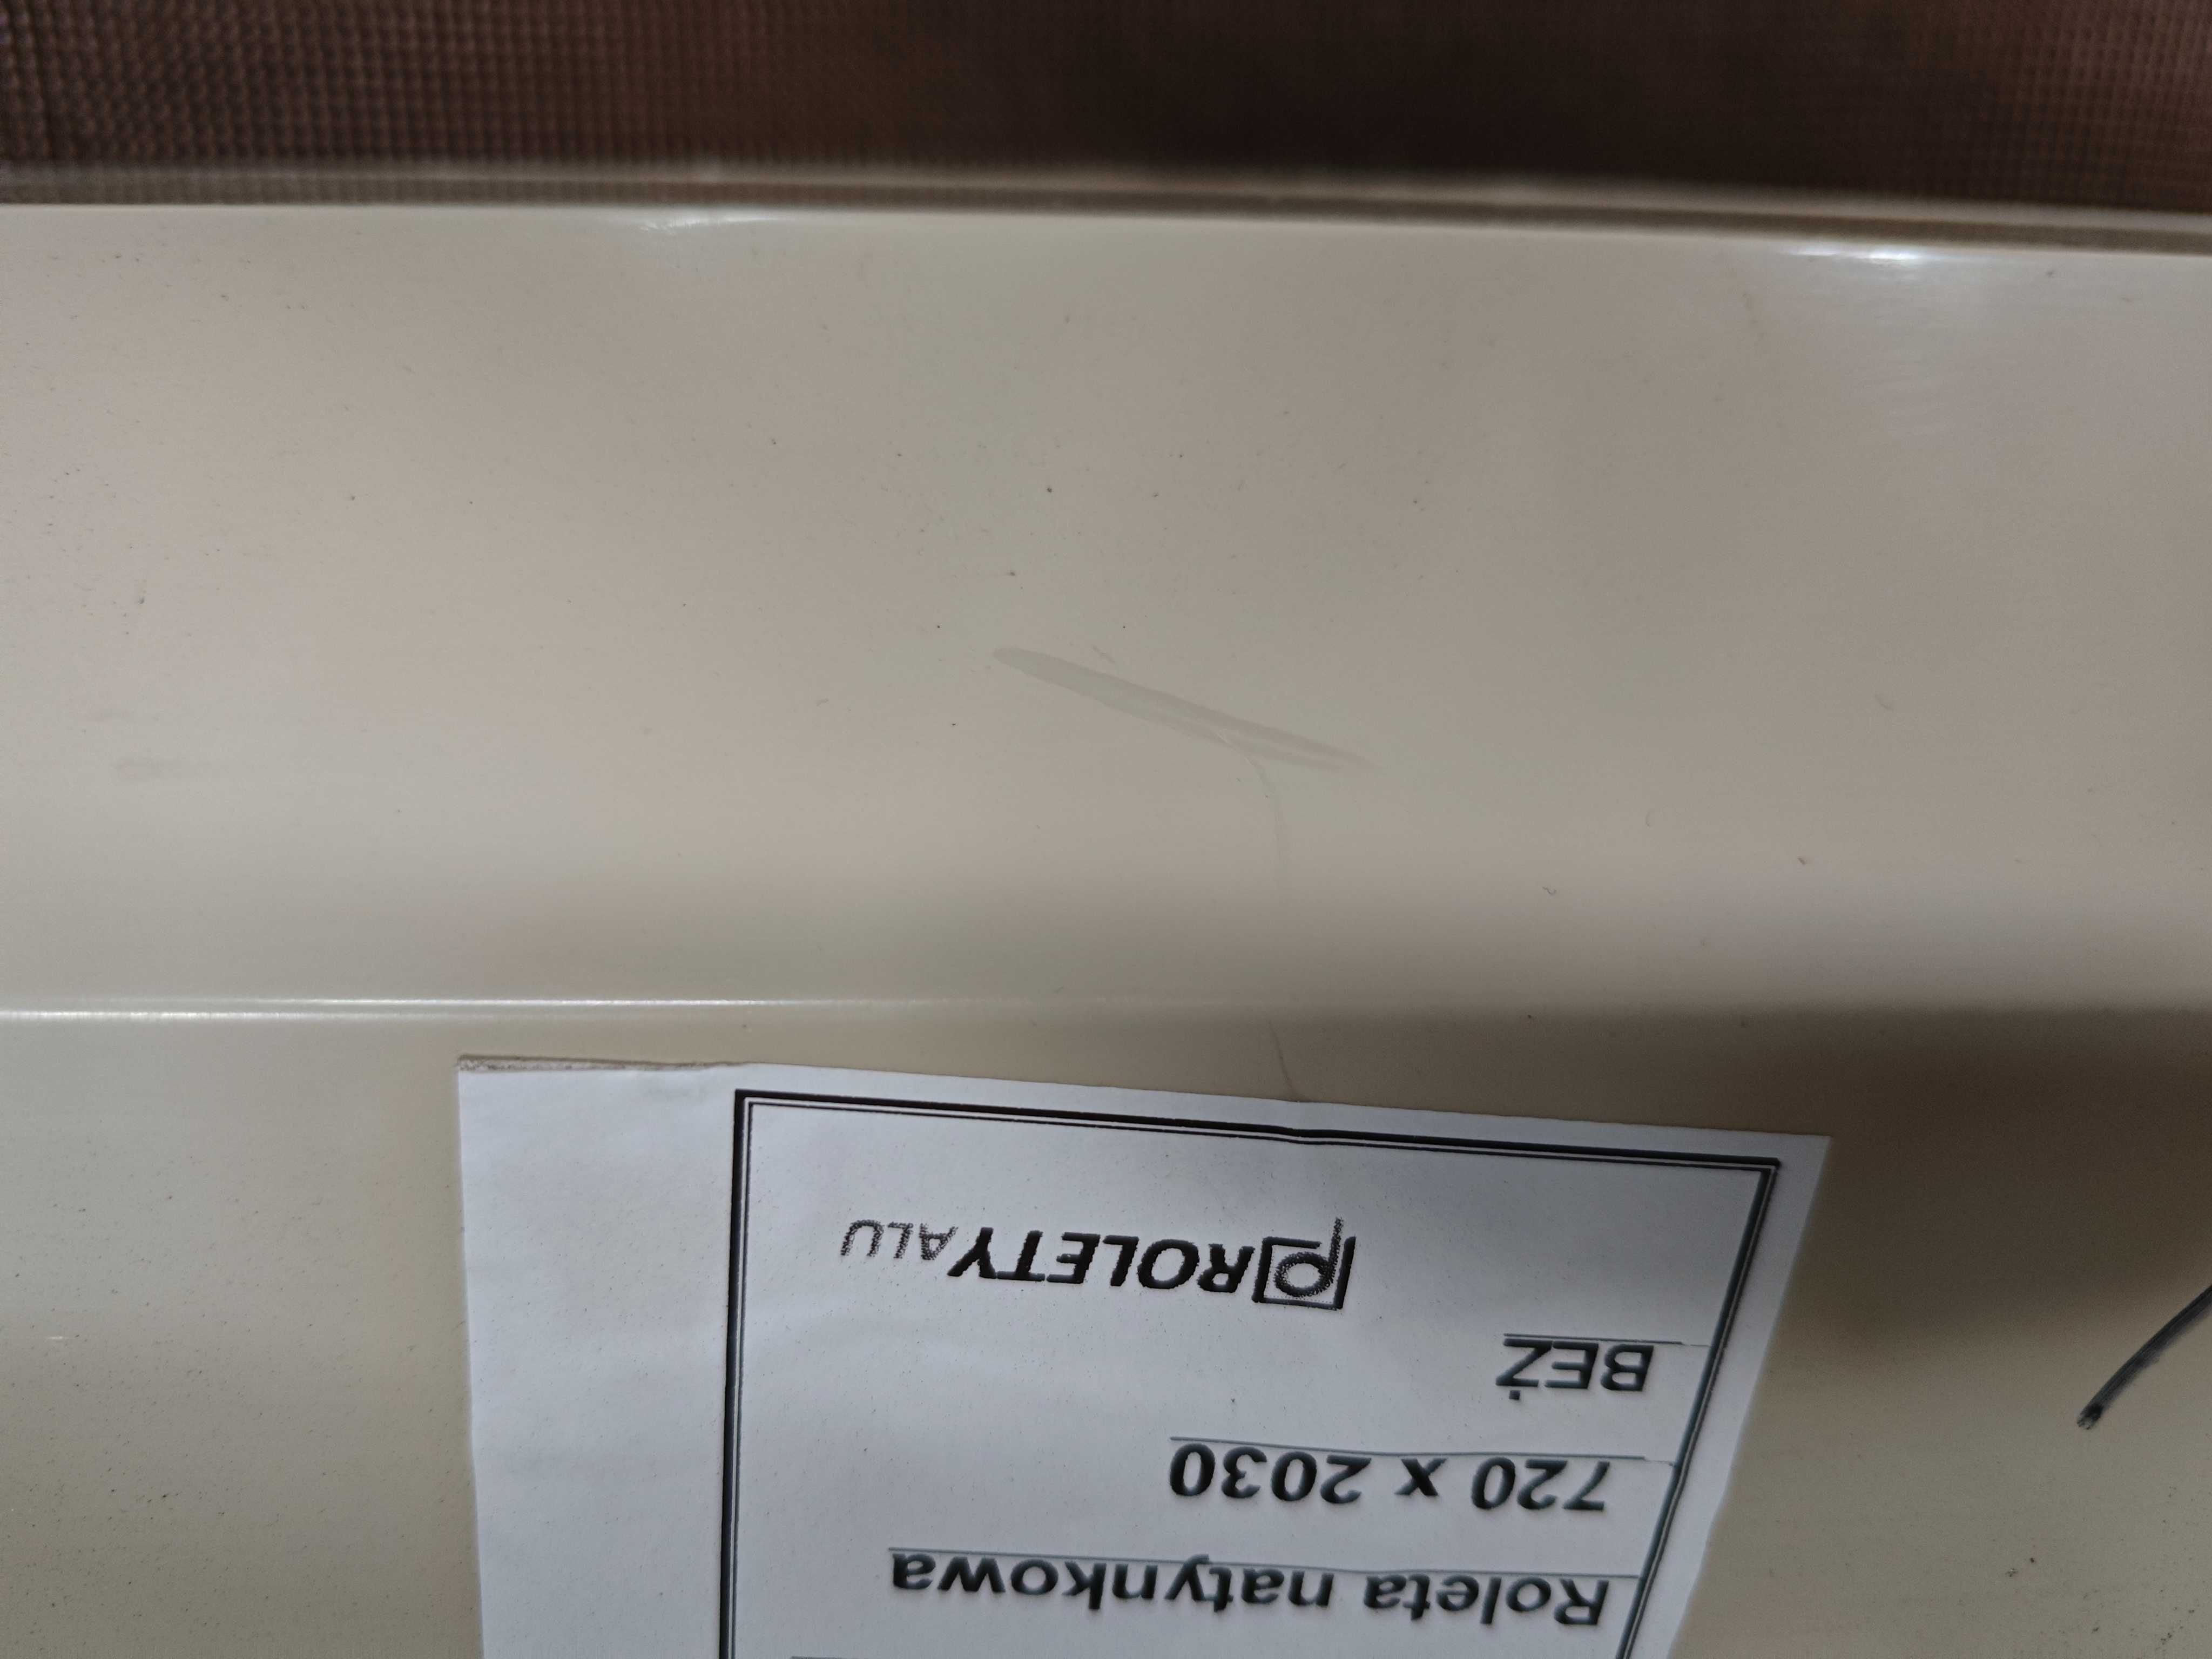 Roleta natynkowa
720 x 2030
BEŻ
ROLETY ALU